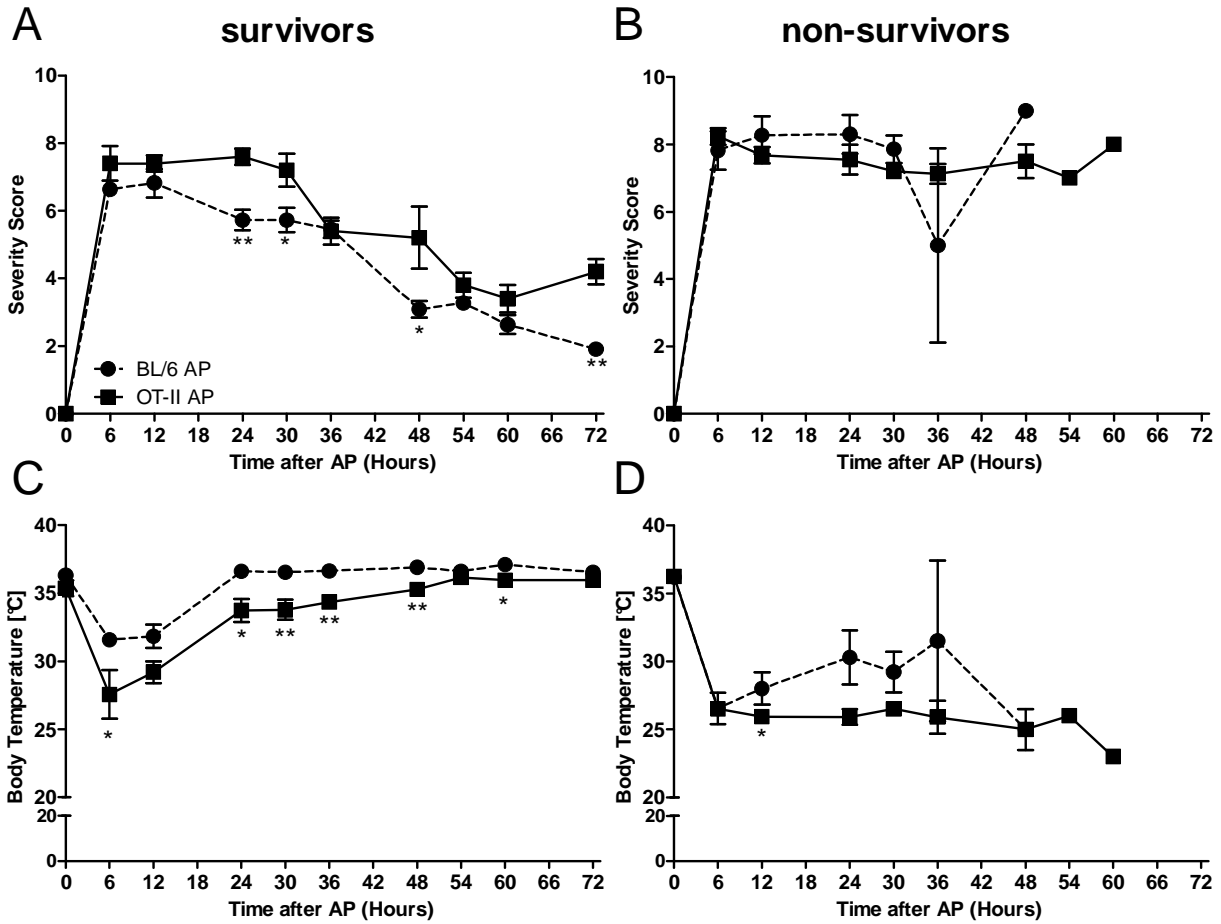 A
survivors
B
non-survivors
Severity Score
10
8
6
4
2
0
**
*
*
**
BL/6 AP
OT-II AP
0 6 12 24 30 36 42 48 54 60 66 72
Time after AP (Hours)
Severity Score
10
8
6
4
2
0
0 6 12 24 30 36 42 48 54 60 66 72
Time after AP (Hours)
C
Body Temperature [°C]
40
35
30
25
20
20
0
*
*
**
**
**
*
0 6 12 18 24 30 36 42 48 54 60 66 72
Time after AP (Hours)
D
Body Temperature [°C]
40
35
30
25
20
20
0
*
0 6 12 18 24 30 36 42 48 54 60 66 72
Time after AP (Hours)